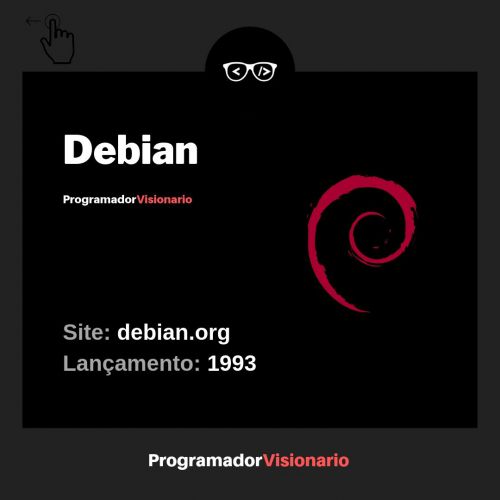 Debian
ProgramadorVisionario
Site: debian.org
Lançamento: 1993
ProgramadorVisionario